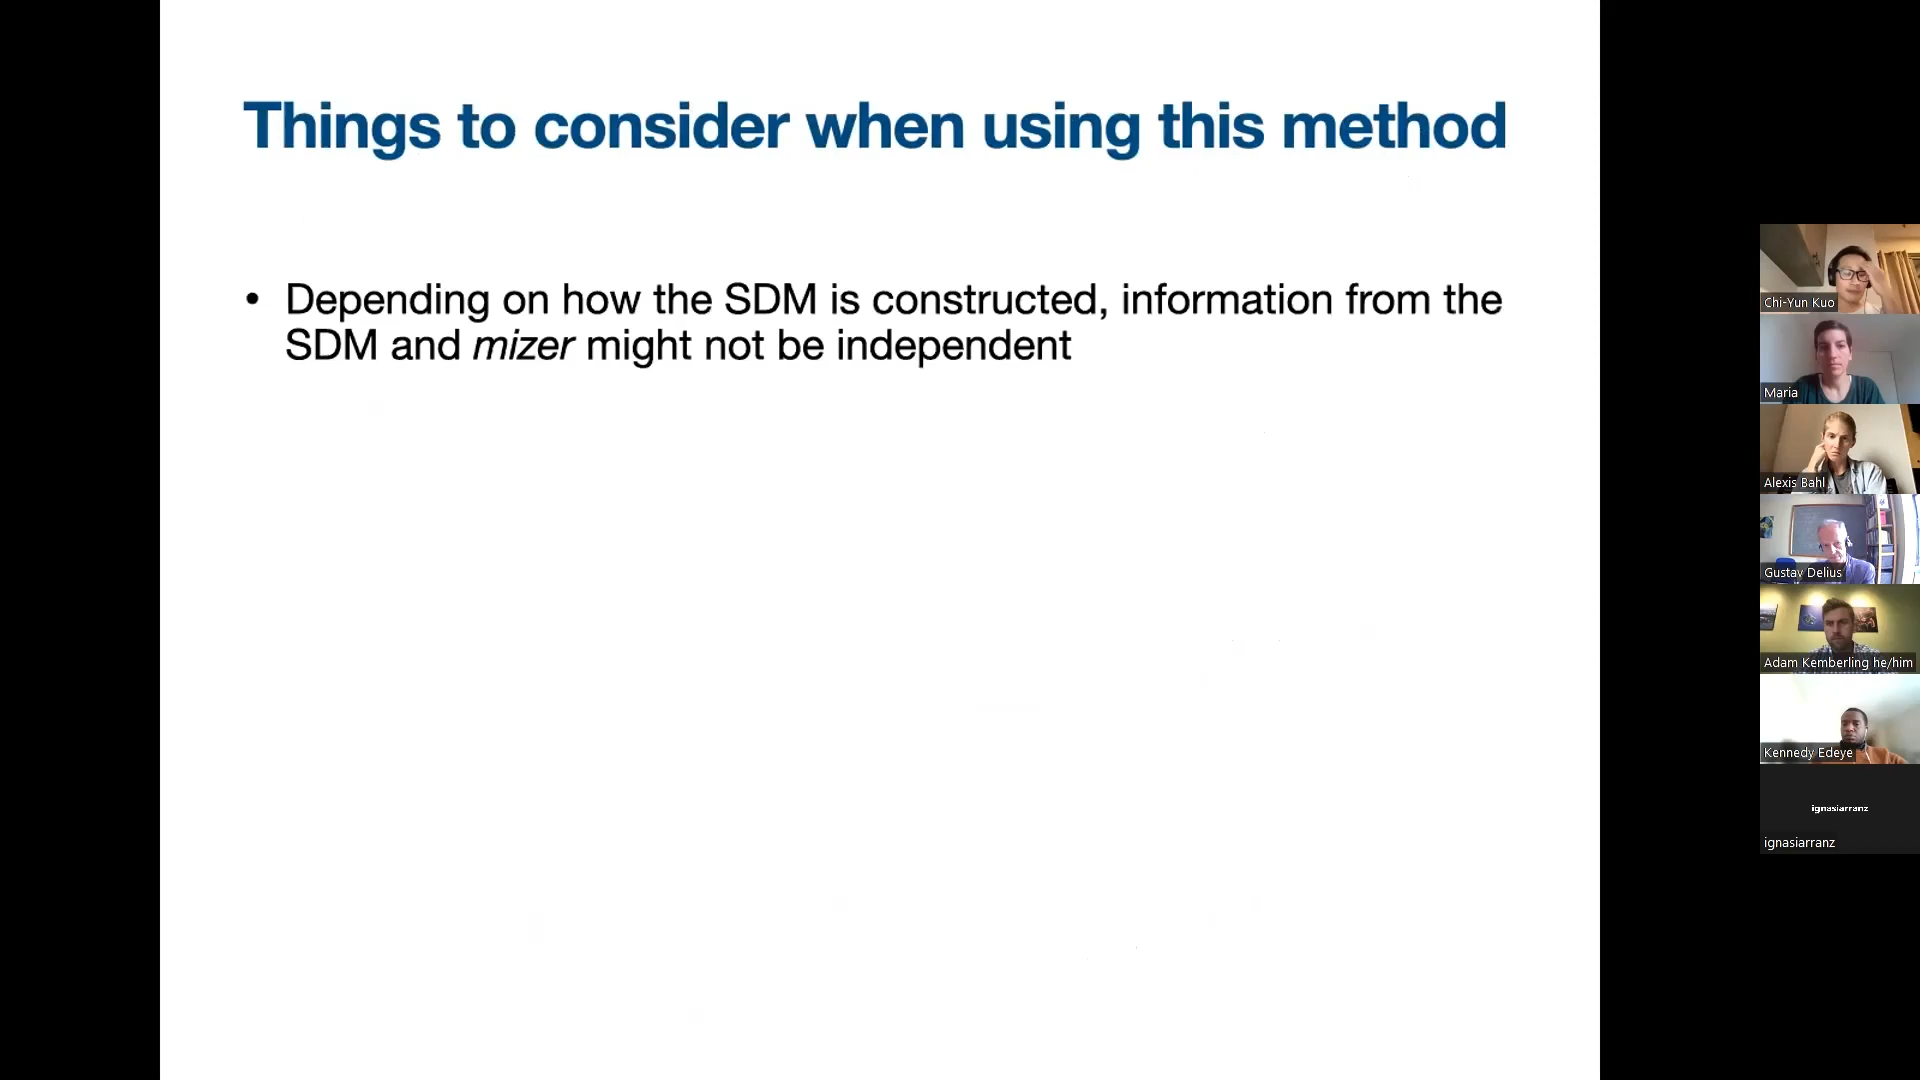 Things to consider when using this method
• Depending on how the SDM is constructed, information from the
SDM and mizer might not be independent
Chi-Yun Kuo
Maria
Alexis Bahl
Gustav Delius
Adam Kemberling he/him
Kennedy Edeye
ignasiarranz
ignasiarranz